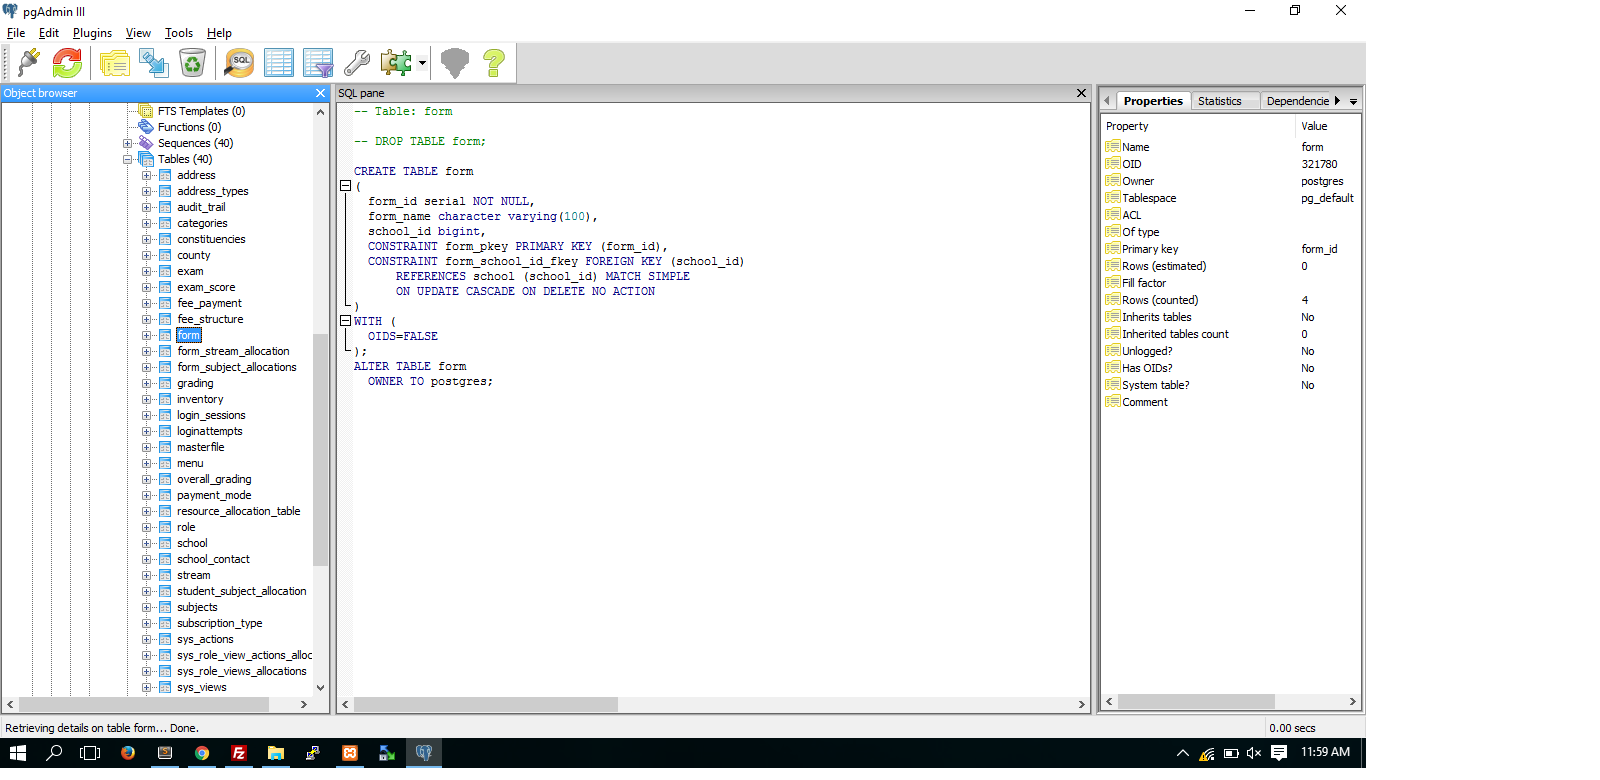 pgAdmin III
File Edit Plugins View Tools Help
SQL
Object browser
FTS Templates (0)
Functions (0)
Sequences (40)
Tables (40)
address
address_types
audit_trail
categories
constituencies
county
exam
exam_score
fee_payment
fee_structure
form
form_stream_allocation
form_subject_allocations
grading
inventory
login_sessions
loginattempts
masterfile
menu
overall_grading
payment_mode
resource_allocation_table
role
school
school_contact
stream
student_subject_allocation
subjects
subscription_type
sys_actions
sys_role_view_actions_alloc
sys_role_views_allocations
sys_views
SQL pane
-- Table: form
-- DROP TABLE form;
CREATE TABLE form
(
form_id serial NOT NULL,
form_name character varying(100),
school_id bigint,
CONSTRAINT form_pkey PRIMARY KEY (form_id),
CONSTRAINT form_school_id_fkey FOREIGN KEY (school_id)
REFERENCES school (school_id) MATCH SIMPLE
ON UPDATE CASCADE ON DELETE NO ACTION
)
WITH (
OIDS=FALSE
);
ALTER TABLE form
OWNER TO postgres;
Properties Statistics Dependencie
Property Value
Name form
OID 321780
Owner postgres
Tablespace pg_default
ACL
Of type
Primary key form_id
Rows (estimated) 0
Fill factor
Rows (counted) 4
Inherits tables No
Inherited tables count 0
Unlogged? No
Has OIDs? No
System table? No
Comment
Retrieving details on table form... Done. 0.00 secs
11:59 AM